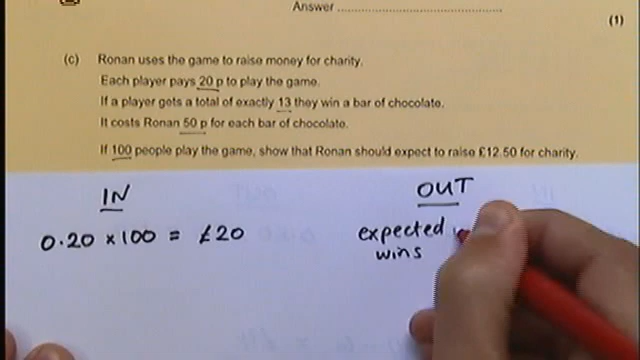 Answer ........................................
(1)
(c) Ronan uses the game to raise money for charity.
Each player pays 20 p to play the game.
If a player gets a total of exactly 13 they win a bar of chocolate.
It costs Ronan 50 p for each bar of chocolate.
If 100 people play the game, show that Ronan should expect to raise £12.50 for charity.
IN OUT
0.20 × 100 = £20 expected
wins